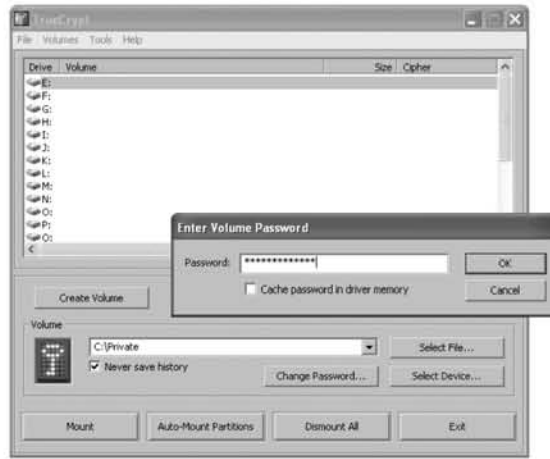 TrueCrypt
File Volumes Tools Help
Drive Volume Size Cipher
E:
F:
G:
H:
I:
J:
K:
L:
M:
N:
O:
P:
Q:
Enter Volume Password
Password: *************
OK
Cache password in driver memory
Cancel
Create Volume
Volume
C:\Private
Select File...
Never save history
Change Password...
Select Device...
Mount
Auto-Mount Partitions
Dismount All
Exit